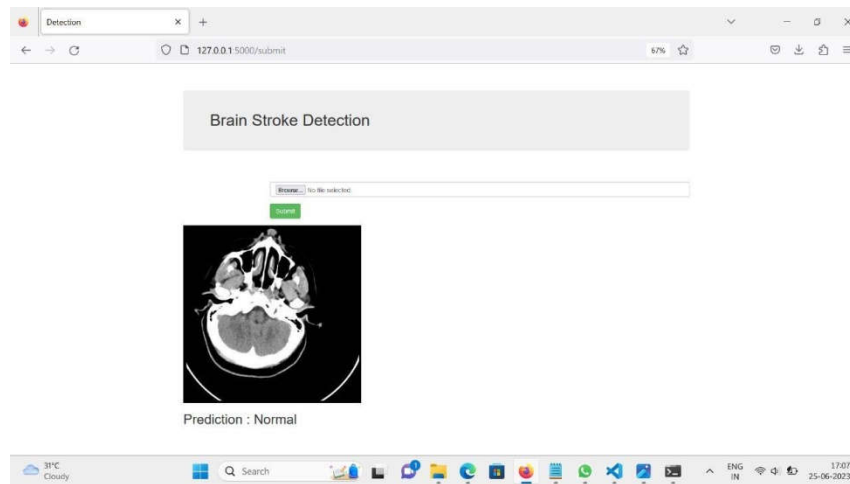 Detection
127.0.0.1:5000/submit
67%
Brain Stroke Detection
Browse... No file selected.
Submit
Prediction : Normal
31°C
Cloudy
Search
ENG
IN
17:07
25-06-2023